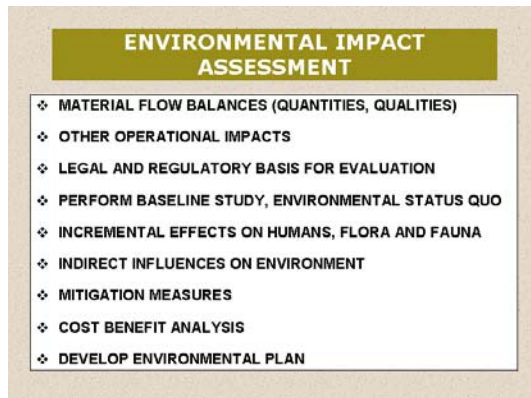 ENVIRONMENTAL IMPACT
ASSESSMENT
❖ MATERIAL FLOW BALANCES (QUANTITIES, QUALITIES)
❖ OTHER OPERATIONAL IMPACTS
❖ LEGAL AND REGULATORY BASIS FOR EVALUATION
❖ PERFORM BASELINE STUDY, ENVIRONMENTAL STATUS QUO
❖ INCREMENTAL EFFECTS ON HUMANS, FLORA AND FAUNA
❖ INDIRECT INFLUENCES ON ENVIRONMENT
❖ MITIGATION MEASURES
❖ COST BENEFIT ANALYSIS
❖ DEVELOP ENVIRONMENTAL PLAN